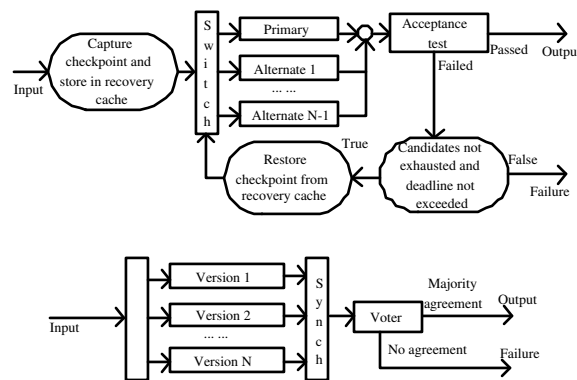 Capture
checkpoint and
store in recovery
cache
Input
Switch
Primary
Alternate 1
... ...
Alternate N-1
Acceptance
test
Passed
Outpu
Failed
Candidates not
exhausted and
deadline not
exceeded
True
False
Failure
Restore
checkpoint from
recovery cache
Input
Version 1
Version 2
... ...
Version N
Synch
Voter
Majority
agreement
Output
No agreement
Failure